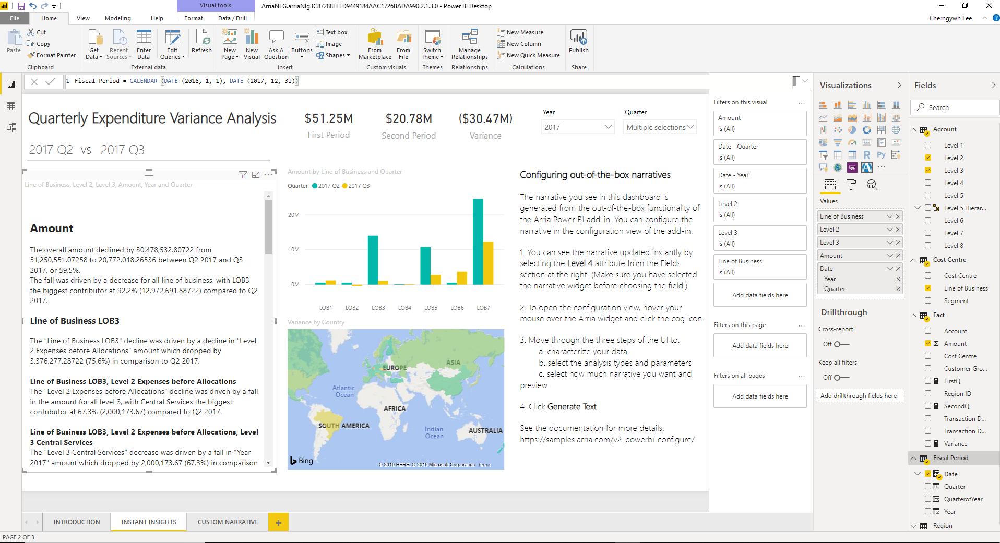 Visual tools
ArriaNLG.arriaNlg3C87288FFED9449184AAC1726BADA990.2.1.3.0 - Power BI Desktop
File Home View Modeling Help Format Data / Drill
Cherngywh Lee
Paste
Cut
Copy
Format Painter
Clipboard
Get Data
Recent Sources
Enter Data
Edit Queries
Refresh
External data
New Page
New Visual
Ask A Question
Buttons
Text box
Image
Shapes
Insert
From Marketplace
From File
Custom visuals
Switch Theme
Themes
Manage Relationships
Relationships
New Measure
New Column
New Quick Measure
Calculations
Publish
Share
1 Fiscal Period = CALENDAR (DATE (2016, 1, 1), DATE (2017, 12, 31))
Quarterly Expenditure Variance Analysis
2017 Q2 vs 2017 Q3
$51.25M
First Period
$20.78M
Second Period
($30.47M)
Variance
Year
2017
Quarter
Multiple selections
Line of Business, Level 2, Level 3, Amount, Year and Quarter
Amount
The overall amount declined by 30,478,532.80722 from
51,250,551.07258 to 20,772,018.26536 between Q2 2017 and Q3
2017, or 59.5%.
The fall was driven by a decrease for all line of business, with LOB3
the biggest contributor at 92.2% (12,972,691.88722) compared to Q2
2017.
Line of Business LOB3
The "Line of Business LOB3" decline was driven by a decline in "Level
2 Expenses before Allocations" amount which dropped by
3,376,277.28722 (75.6%) in comparison to Q2 2017.
Line of Business LOB3, Level 2 Expenses before Allocations
The "Level 2 Expenses before Allocations" decline was driven by a fall
in the amount for all level 3, with Central Services the biggest
contributor at 67.3% (2,000,173.67) compared to Q2 2017.
Line of Business LOB3, Level 2 Expenses before Allocations, Level
3 Central Services
The "Level 3 Central Services" decrease was driven by a fall in "Year
2017" amount which dropped by 2,000,173.67 (67.3%) in comparison
Amount by Line of Business and Quarter
Quarter 2017 Q2 2017 Q3
20M
10M
0M
LOB1 LOB2 LOB3 LOB4 LOB5 LOB6 LOB7
Variance by Country
ASIA
EUROPE
Atlantic
Ocean
AFRICA
SOUTH AMERICA
Indian
Ocean
AUSTRALIA
Bing
© 2019 HERE, © 2019 Microsoft Corporation Terms
Configuring out-of-the-box narratives
The narrative you see in this dashboard is
generated from the out-of-the-box functionality of
the Arria Power BI add-in. You can configure the
narrative in the configuration view of the add-in.
1. You can see the narrative updated instantly by
selecting the Level 4 attribute from the Fields
section at the right. (Make sure you have selected
the narrative widget before choosing the field.)
2. To open the configuration view, hover your
mouse over the Arria widget and click the cog icon.
3. Move through the three steps of the UI to:
a. characterize your data
b. select the analysis types and parameters
c. select how much narrative you want and
preview
4. Click Generate Text.
See the documentation for more details:
https://samples.arria.com/v2-powerbi-configure/
Filters on this visual
Amount
is (All)
Date - Quarter
is (All)
Date - Year
is (All)
Level 2
is (All)
Level 3
is (All)
Line of Business
is (All)
Add data fields here
Filters on this page
Add data fields here
Filters on all pages
Add data fields here
Visualizations
123
R
Py
Values
Line of Business
Level 2
Level 3
Amount
Date
Year
Quarter
Drillthrough
Cross-report
Off
Keep all filters
Off
Add drillthrough fields here
Fields
Search
Account
Level 1
Level 2
Level 3
Level 4
Level 5
Level 5 Hierar...
Level 6
Level 7
Level 8
Cost Centre
Cost Centre
Line of Business
Segment
Fact
Account
Σ Amount
Cost Centre
Customer Gro...
FirstQ
Region ID
SecondQ
Transaction D...
Transaction D...
Variance
Fiscal Period
Date
Quarter
QuarterofYear
Year
Region
INTRODUCTION INSTANT INSIGHTS CUSTOM NARRATIVE +
PAGE 2 OF 3